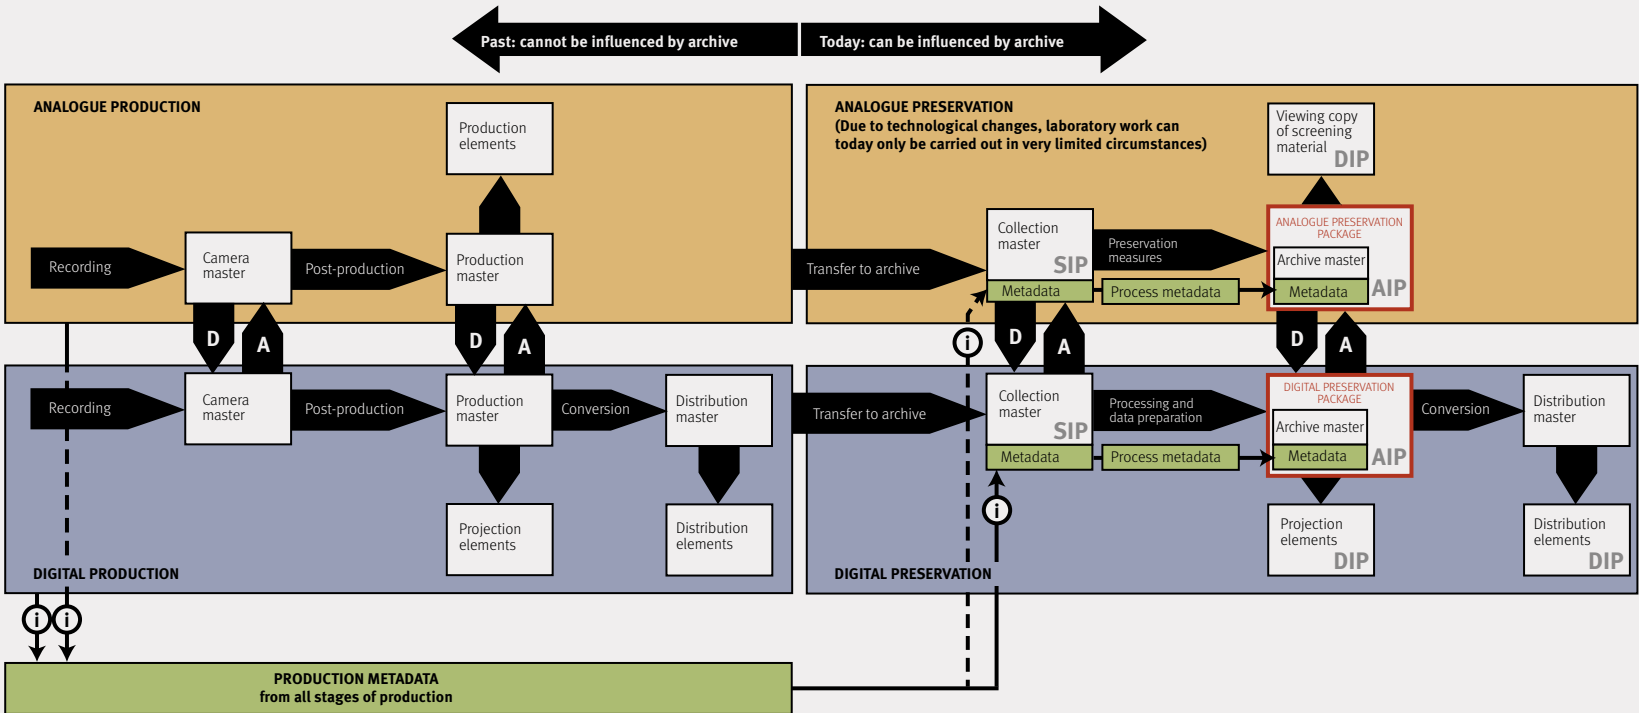 Past: cannot be influenced by archive
Today: can be influenced by archive
ANALOGUE PRODUCTION
Production
elements
Recording
Camera
master
Post-production
Production
master
D
A
D
A
ANALOGUE PRESERVATION
(Due to technological changes, laboratory work can
today only be carried out in very limited circumstances)
Viewing copy
of screening
material
DIP
Transfer to archive
Collection
master
SIP
Metadata
Preservation
measures
Process metadata
ANALOGUE PRESERVATION
PACKAGE
Archive master
Metadata
AIP
i
D
A
D
A
Recording
Camera
master
Post-production
Production
master
Conversion
Distribution
master
Projection
elements
Distribution
elements
DIGITAL PRODUCTION
Transfer to archive
Collection
master
SIP
Metadata
Processing and
data preparation
Process metadata
DIGITAL PRESERVATION
PACKAGE
Archive master
Metadata
AIP
Conversion
Distribution
master
i
Projection
elements
DIP
Distribution
elements
DIP
DIGITAL PRESERVATION
i
i
PRODUCTION METADATA
from all stages of production